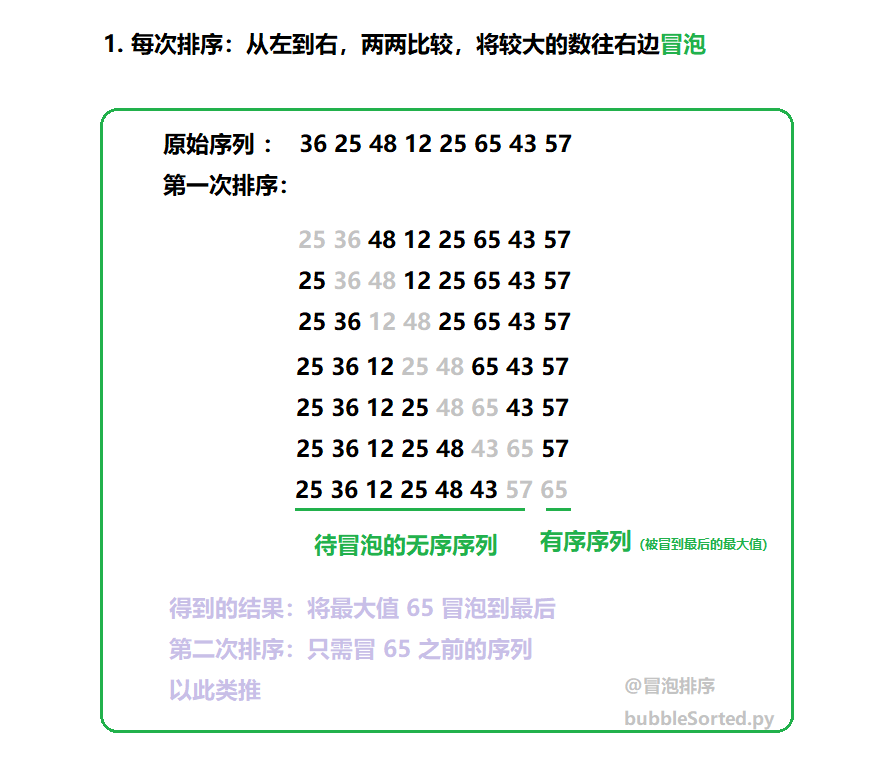 1. 每次排序：从左到右，两两比较，将较大的数往右边冒泡
原始序列 ： 36 25 48 12 25 65 43 57
第一次排序：
25 36 48 12 25 65 43 57
25 36 48 12 25 65 43 57
25 36 12 48 25 65 43 57
25 36 12 25 48 65 43 57
25 36 12 25 48 65 43 57
25 36 12 25 48 43 65 57
25 36 12 25 48 43 57 65
待冒泡的无序序列 有序序列 (被冒到最后的最大值)
得到的结果：将最大值 65 冒泡到最后
第二次排序：只需冒 65 之前的序列
以此类推
@冒泡排序
bubbleSorted.py